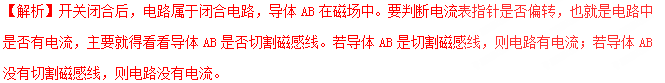 【解析】开关闭合后，电路属于闭合电路，导体 AB 在磁场中。要判断电流表指针是否偏转，也就是电路中
是否有电流，主要就得看看导体 AB 是否切割磁感线。若导体 AB 是切割磁感线，则电路有电流；若导体 AB
没有切割磁感线，则电路没有电流。